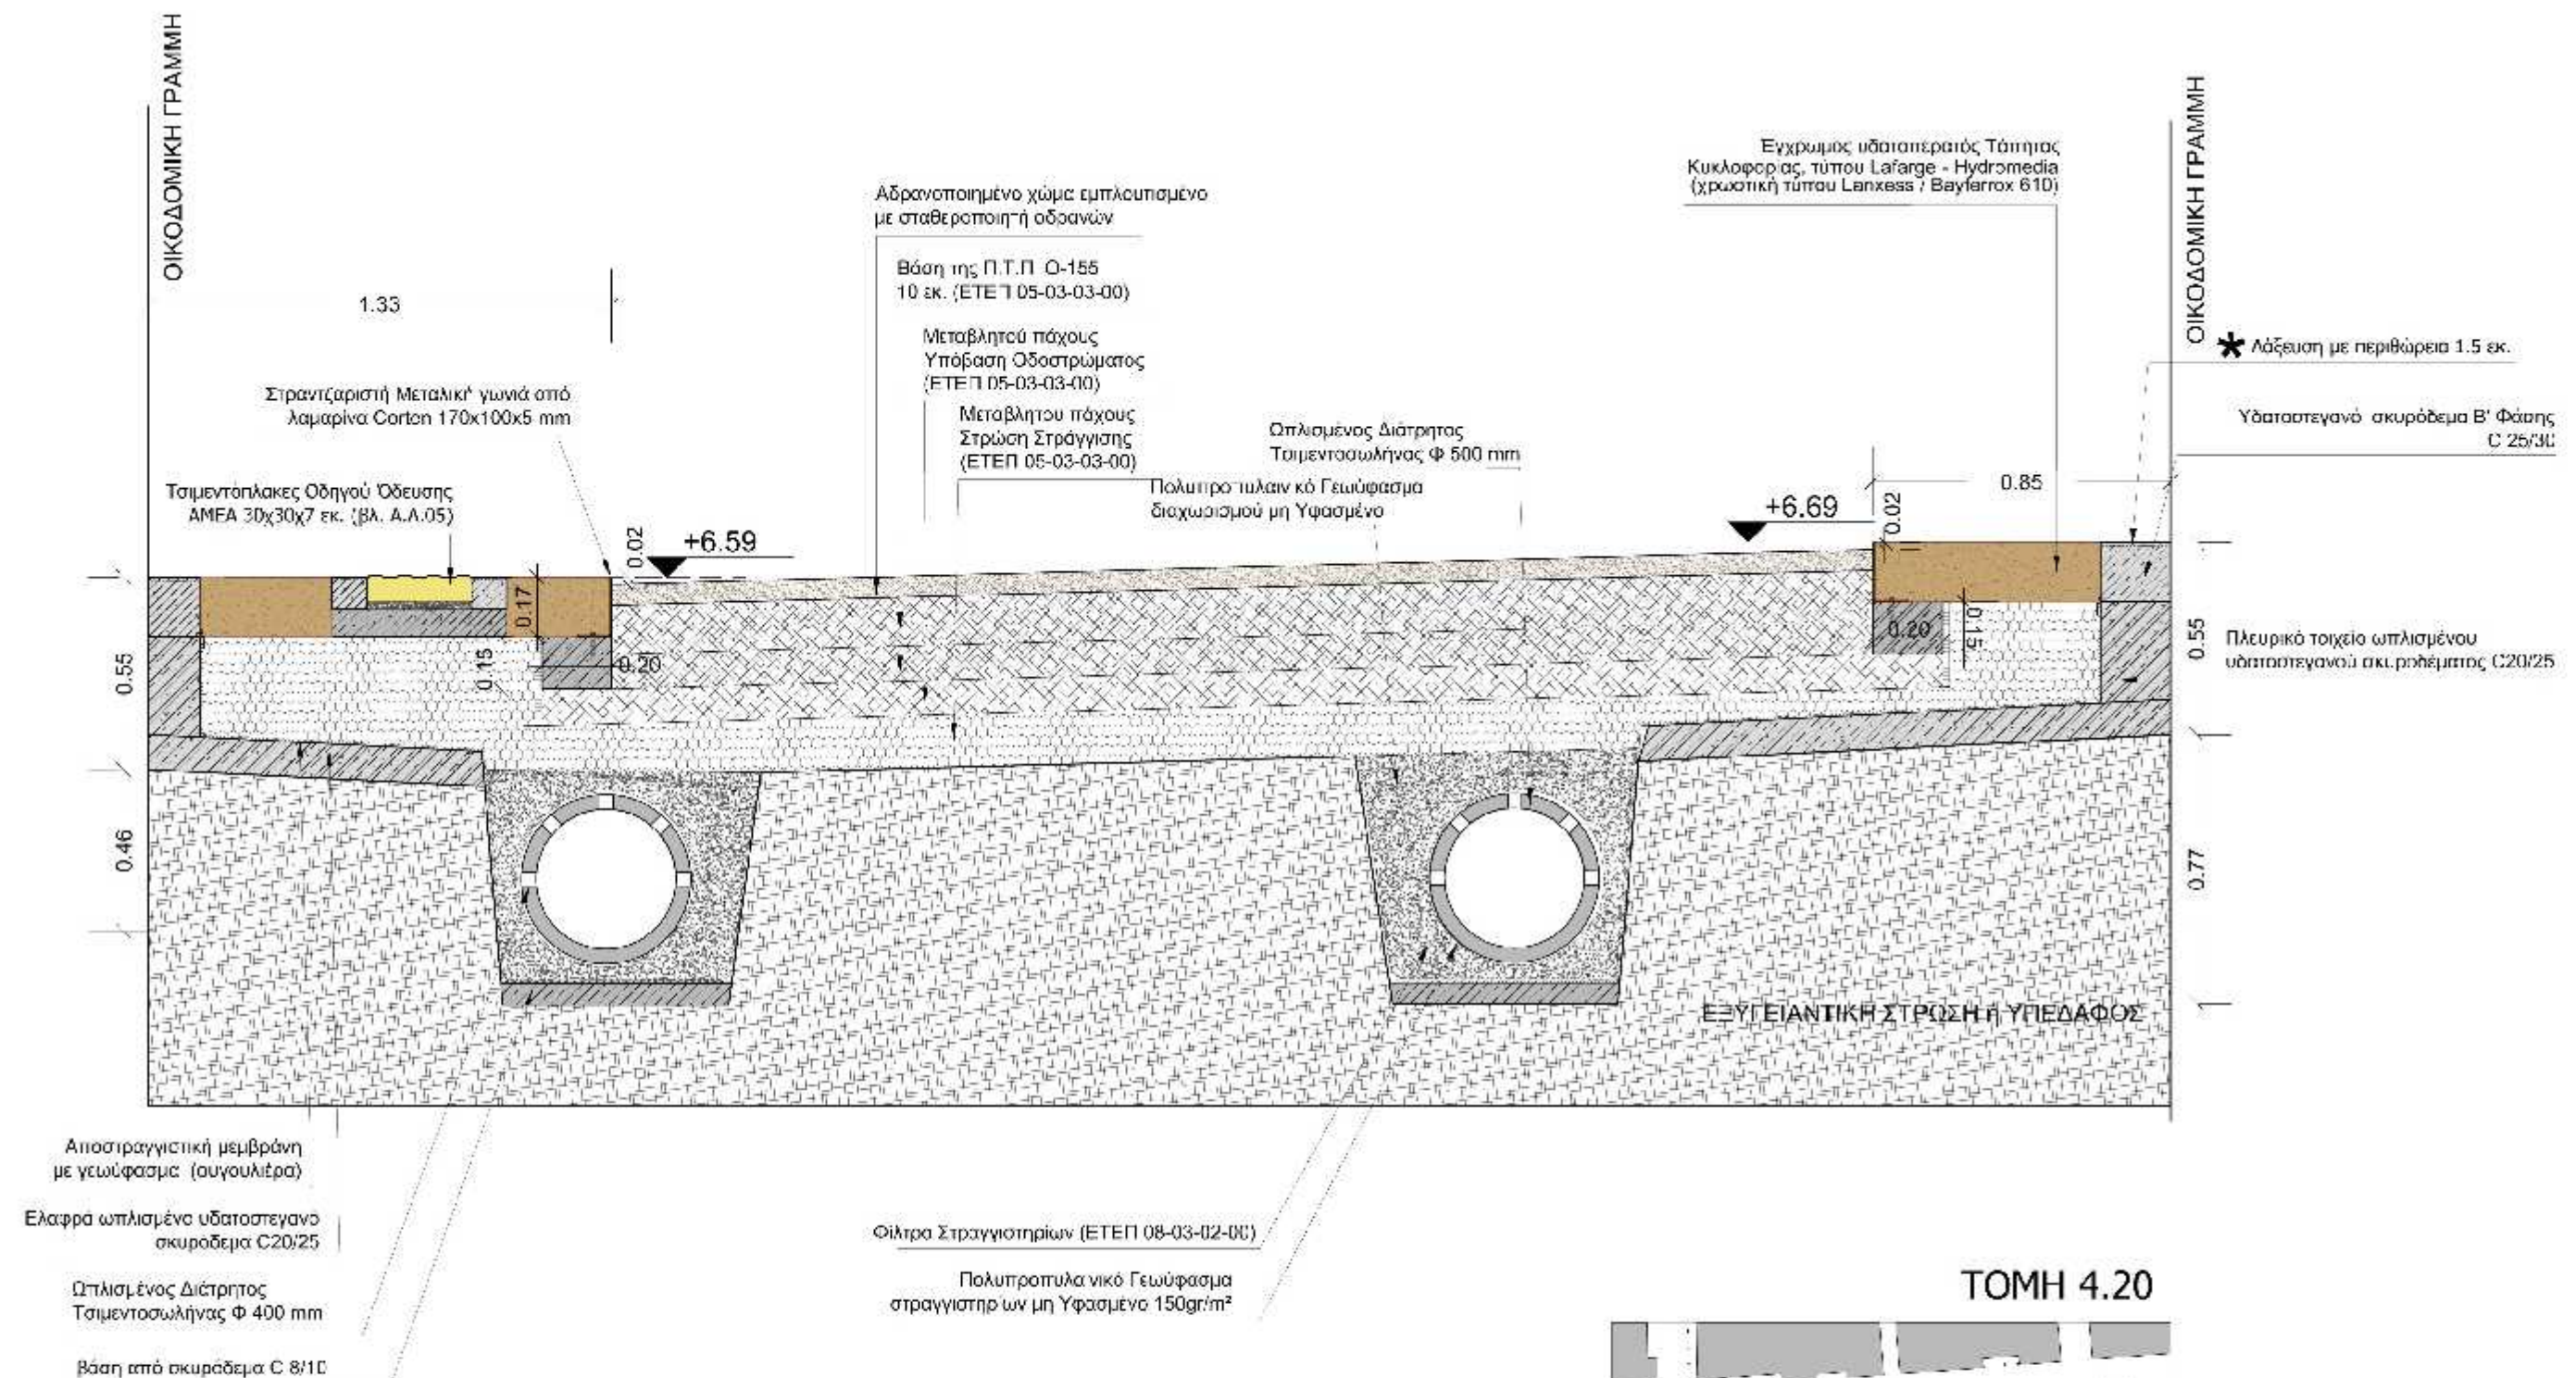 ΟΙΚΟΔΟΜΙΚΗ ΓΡΑΜΜΗ
ΟΙΚΟΔΟΜΙΚΗ ΓΡΑΜΜΗ
1.33
Αδρανοποιημένο χώμα εμπλουτισμένο
με σταθεροποιητή αδρανών
Βάση της Π.Τ.Π Ο-155
10 εκ. (ΕΤΕΠ 05-03-03-00)
Μεταβλητού πάχους
Υπόβαση Οδοστρώματος
(ΕΤΕΠ 05-03-03-00)
Μεταβλητου πάχους
Στρώση Στράγγισης
(ΕΤΕΠ 05-03-03-00)
Ωπλισμένος Διάτρητος
Τσιμεντοσωλήνας Φ 500 mm
Πολυπροπυλαινικό Γεωύφασμα
διαχωρισμού μη Υφασμένο
Έγχρωμος υδατοπερατός Τάπητας
Κυκλοφορίας, τύπου Lafarge - Hydromedia
(χρωστική τύπου Lanxess / Bayferrox 610)
* Λάξευση με περιθώρεια 1.5 εκ.
Υδατοστεγανό σκυρόδεμα Β' Φάσης
C 25/30
Στραντζαριστή Μεταλική γωνιά από
λαμαρίνα Corten 170x100x5 mm
Τσιμεντόπλακες Οδηγού Όδευσης
ΑΜΕΑ 30χ30χ7 εκ. (βλ. Α.Λ.05)
0.02
+6.59
+6.69
0.02
0.85
0.17
0.15
0.20
0.20
0.15
0.55
0.46
0.55
0.77
Πλευρικό τοιχείο ωπλισμένου
υδατοστεγανού σκυροδέματος C20/25
ΕΞΥΓΕΙΑΝΤΙΚΗ ΣΤΡΩΣΗ ή ΥΠΕΔΑΦΟΣ
Αποστραγγιστική μεμβράνη
με γεωύφασμα (αυγουλιέρα)
Ελαφρά ωπλισμένο υδατοστεγανο
σκυρόδεμα C20/25
Ωπλισμένος Διάτρητος
Τσιμεντοσωλήνας Φ 400 mm
Βάση από σκυρόδεμα C 8/10
Φίλτρα Στραγγιστηρίων (ΕΤΕΠ 08-03-02-00)
Πολυπροπυλαινικό Γεωύφασμα
στραγγιστηρίων μη Υφασμένο 150gr/m²
ΤΟΜΗ 4.20